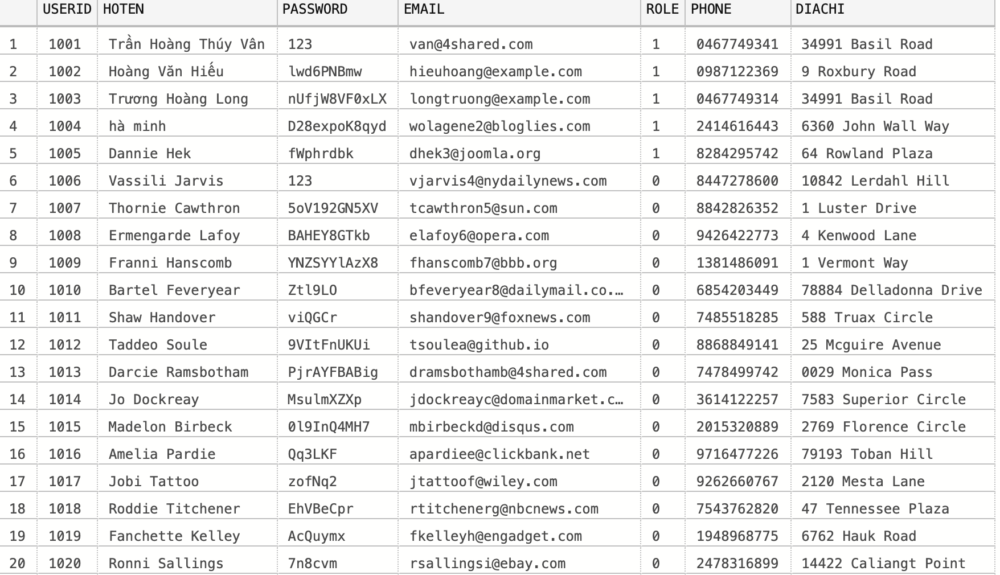 USERID HOTEN PASSWORD EMAIL ROLE PHONE DIACHI
1 1001 Trần Hoàng Thúy Vân 123 van@4shared.com 1 0467749341 34991 Basil Road
2 1002 Hoàng Văn Hiếu lwd6PNBmw hieuhoang@example.com 1 0987122369 9 Roxbury Road
3 1003 Trương Hoàng Long nUfjW8VF0xLX longtruong@example.com 1 0467749314 34991 Basil Road
4 1004 hà minh D28expoK8qyd wolagene2@bloglies.com 1 2414616443 6360 John Wall Way
5 1005 Dannie Hek fWphrdbk dhek3@joomla.org 1 8284295742 64 Rowland Plaza
6 1006 Vassili Jarvis 123 vjarvis4@nydailynews.com 0 8447278600 10842 Lerdahl Hill
7 1007 Thornie Cawthron 5oV192GN5XV tcawthron5@sun.com 0 8842826352 1 Luster Drive
8 1008 Ermengarde Lafoy BAHEY8GTkb elafoy6@opera.com 0 9426422773 4 Kenwood Lane
9 1009 Franni Hanscomb YNZSYYlAzX8 fhanscomb7@bbb.org 0 1381486091 1 Vermont Way
10 1010 Bartel Feveryear Ztl9LO bfeveryear8@dailymail.co.… 0 6854203449 78884 Delladonna Drive
11 1011 Shaw Handover viQGCr shandover9@foxnews.com 0 7485518285 588 Truax Circle
12 1012 Taddeo Soule 9VItFnUKUi tsoulea@github.io 0 8868849141 25 Mcguire Avenue
13 1013 Darcie Ramsbotham PjrAYFBABig dramsbothamb@4shared.com 0 7478499742 0029 Monica Pass
14 1014 Jo Dockreay MsulmXZXp jdockreayc@domainmarket.c… 0 3614122257 7583 Superior Circle
15 1015 Madelon Birbeck 0l9InQ4MH7 mbirbeckd@disqus.com 0 2015320889 2769 Florence Circle
16 1016 Amelia Pardie Qq3LKF apardiee@clickbank.net 0 9716477226 79193 Toban Hill
17 1017 Jobi Tattoo zofNq2 jtattoof@wiley.com 0 9262660767 2120 Mesta Lane
18 1018 Roddie Titchener EhVBeCpr rtitchenerg@nbcnews.com 0 7543762820 47 Tennessee Plaza
19 1019 Fanchette Kelley AcQuymx fkelleyh@engadget.com 0 1948968775 6762 Hauk Road
20 1020 Ronni Sallings 7n8cvm rsallingsi@ebay.com 0 2478316899 14422 Caliangt Point